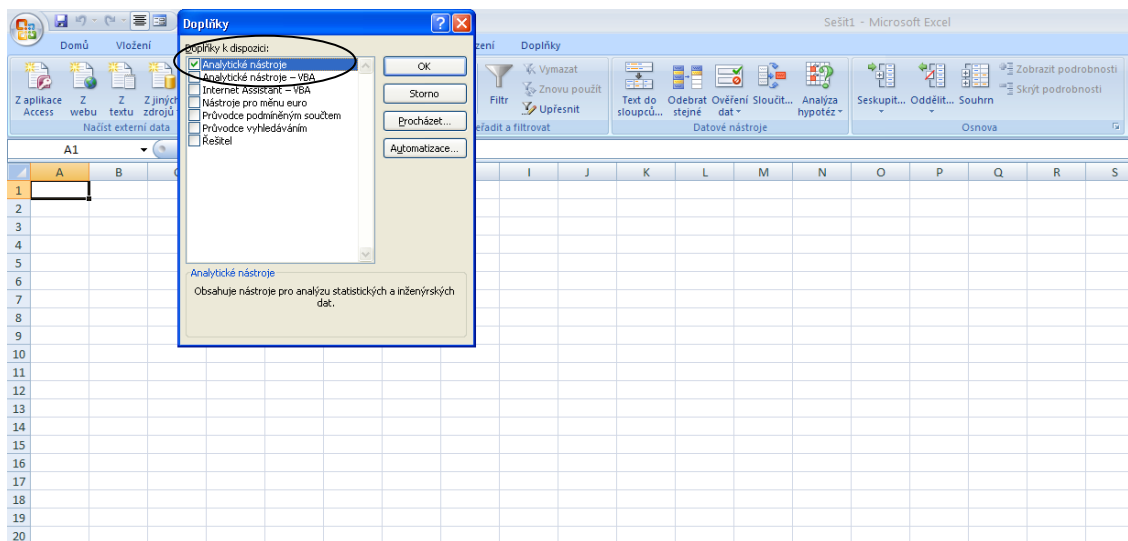 Sešit1 - Microsoft Excel
Domů Vložení zení Doplňky
Z aplikace Access
Z webu
Z textu
Z jiných zdrojů
Načíst externí data
Filtr
Vymazat
Znovu použít
Upřesnit
eřadit a filtrovat
Text do sloupců...
Odebrat stejné
Ověření dat
Sloučit...
Analýza hypotéz
Datové nástroje
Seskupit...
Oddělit...
Souhrn
Zobrazit podrobnosti
Skrýt podrobnosti
Osnova
Doplňky
Doplňky k dispozici:
Analytické nástroje
Analytické nástroje – VBA
Internet Assistant – VBA
Nástroje pro měnu euro
Průvodce podmíněným součtem
Průvodce vyhledáváním
Řešitel
OK
Storno
Procházet...
Automatizace...
Analytické nástroje
Obsahuje nástroje pro analýzu statistických a inženýrských
dat.
A1
A B I J K L M N O P Q R S
1
2
3
4
5
6
7
8
9
10
11
12
13
14
15
16
17
18
19
20